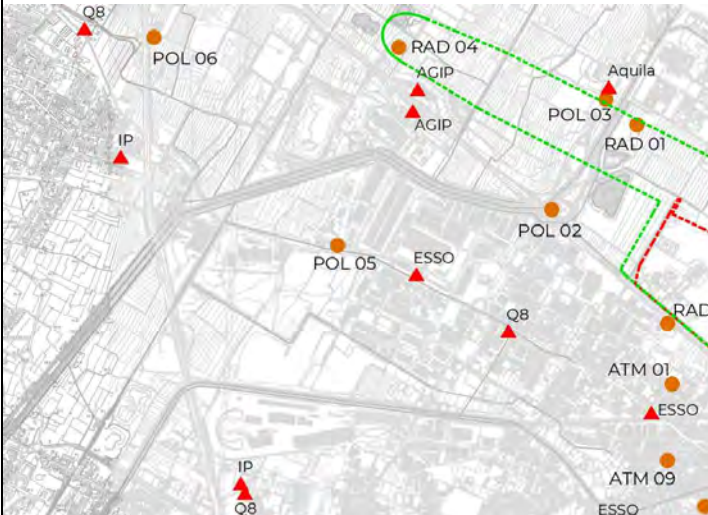 Q8
POL 06
RAD 04
AGIP
AGIP
Aquila
POL 03
RAD 01
IP
POL 02
POL 05
ESSO
Q8
RAD
ATM 01
ESSO
ATM 09
IP
Q8
ESSO